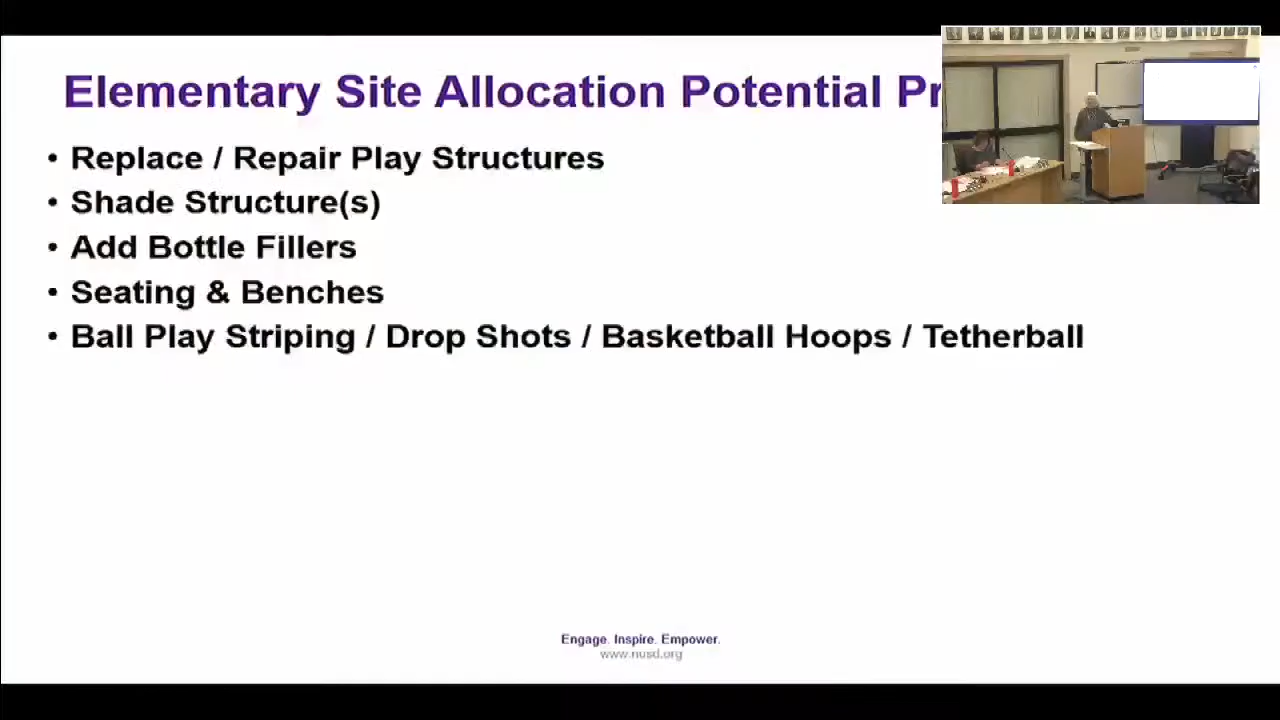 Elementary Site Allocation Potential
• Replace / Repair Play Structures
• Shade Structure(s)
• Add Bottle Fillers
• Seating & Benches
• Ball Play Striping / Drop Shots / Basketball Hoops / Tetherball
Engage. Inspire. Empower.
www.nusd.org